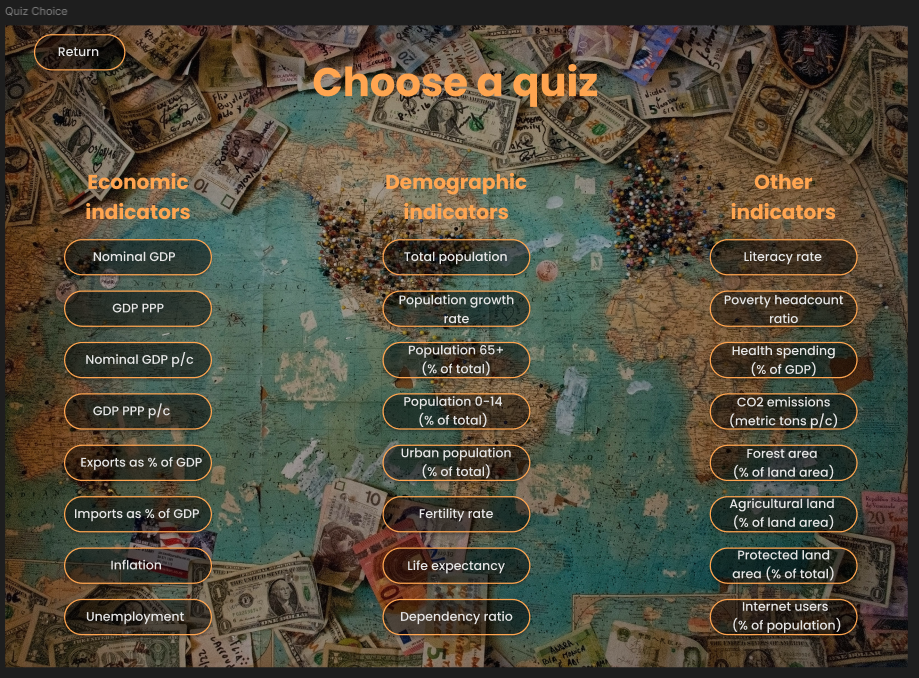 Quiz Choice
Return
Choose a quiz
Economic
indicators
Nominal GDP
GDP PPP
Nominal GDP p/c
GDP PPP p/c
Exports as % of GDP
Imports as % of GDP
Inflation
Unemployment
Demographic
indicators
Total population
Population growth
rate
Population 65+
(% of total)
Population 0-14
(% of total)
Urban population
(% of total)
Fertility rate
Life expectancy
Dependency ratio
Other
indicators
Literacy rate
Poverty headcount
ratio
Health spending
(% of GDP)
CO2 emissions
(metric tons p/c)
Forest area
(% of land area)
Agricultural land
(% of land area)
Protected land
area (% of total)
Internet users
(% of population)